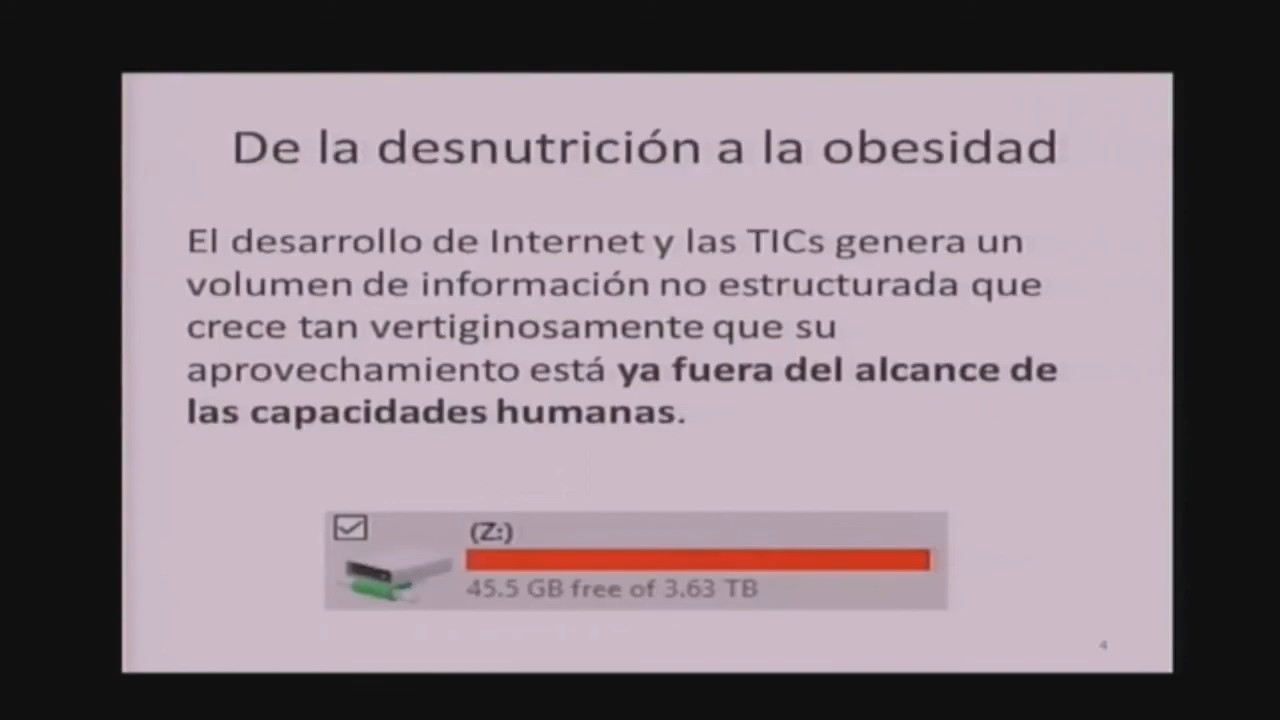 De la desnutrición a la obesidad
El desarrollo de Internet y las TICs genera un
volumen de información no estructurada que
crece tan vertiginosamente que su
aprovechamiento está ya fuera del alcance de
las capacidades humanas.
(Z:)
45.5 GB free of 3.63 TB
4